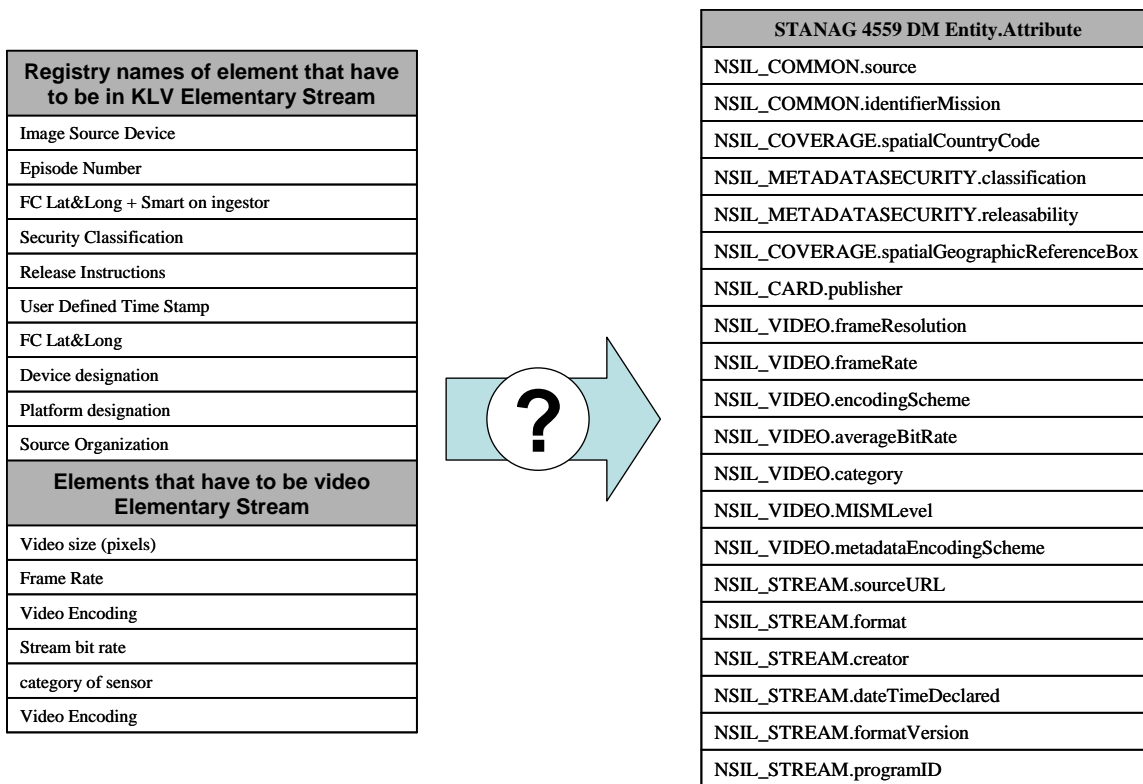 Registry names of element that have
to be in KLV Elementary Stream
Image Source Device
Episode Number
FC Lat&Long + Smart on ingestor
Security Classification
Release Instructions
User Defined Time Stamp
FC Lat&Long
Device designation
Platform designation
Source Organization
Elements that have to be video
Elementary Stream
Video size (pixels)
Frame Rate
Video Encoding
Stream bit rate
category of sensor
Video Encoding
?
STANAG 4559 DM Entity.Attribute
NSIL_COMMON.source
NSIL_COMMON.identifierMission
NSIL_COVERAGE.spatialCountryCode
NSIL_METADATASECURITY.classification
NSIL_METADATASECURITY.releasability
NSIL_COVERAGE.spatialGeographicReferenceBox
NSIL_CARD.publisher
NSIL_VIDEO.frameResolution
NSIL_VIDEO.frameRate
NSIL_VIDEO.encodingScheme
NSIL_VIDEO.averageBitRate
NSIL_VIDEO.category
NSIL_VIDEO.MISMLevel
NSIL_VIDEO.metadataEncodingScheme
NSIL_STREAM.sourceURL
NSIL_STREAM.format
NSIL_STREAM.creator
NSIL_STREAM.dateTimeDeclared
NSIL_STREAM.formatVersion
NSIL_STREAM.programID